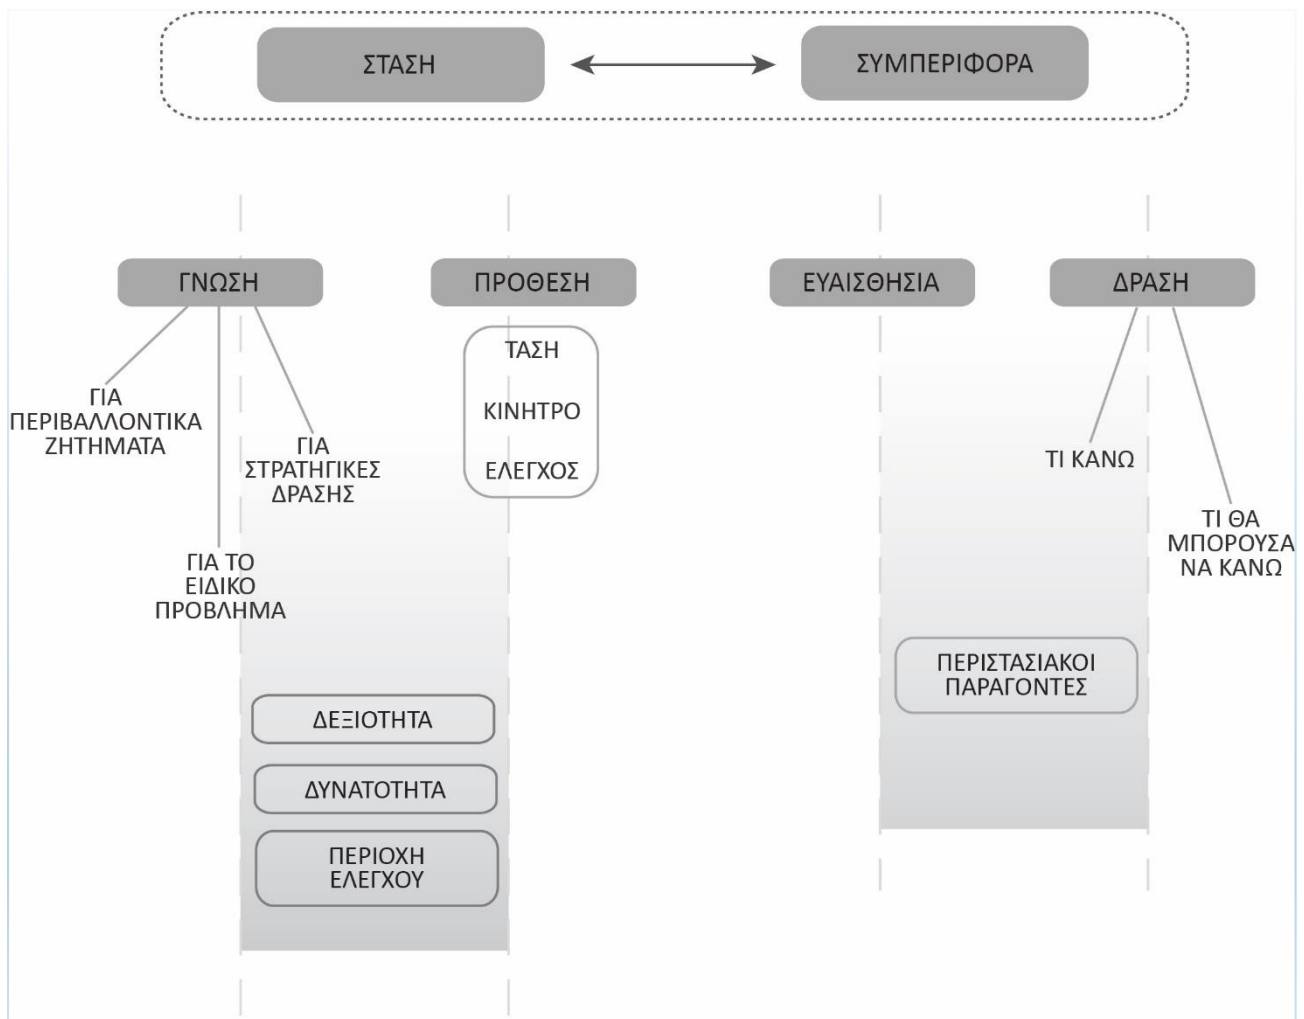 ΣΤΑΣΗ
ΣΥΜΠΕΡΙΦΟΡΑ
ΓΝΩΣΗ
ΠΡΟΘΕΣΗ
ΕΥΑΙΣΘΗΣΙΑ
ΔΡΑΣΗ
ΓΙΑ
ΠΕΡΙΒΑΛΛΟΝΤΙΚΑ
ΖΗΤΗΜΑΤΑ
ΓΙΑ
ΣΤΡΑΤΗΓΙΚΕΣ
ΔΡΑΣΗΣ
ΓΙΑ ΤΟ
ΕΙΔΙΚΟ
ΠΡΟΒΛΗΜΑ
ΤΑΣΗ
ΚΙΝΗΤΡΟ
ΕΛΕΓΧΟΣ
ΤΙ ΚΑΝΩ
ΤΙ ΘΑ
ΜΠΟΡΟΥΣΑ
ΝΑ ΚΑΝΩ
ΔΕΞΙΟΤΗΤΑ
ΔΥΝΑΤΟΤΗΤΑ
ΠΕΡΙΟΧΗ
ΕΛΕΓΧΟΥ
ΠΕΡΙΣΤΑΣΙΑΚΟΙ
ΠΑΡΑΓΟΝΤΕΣ